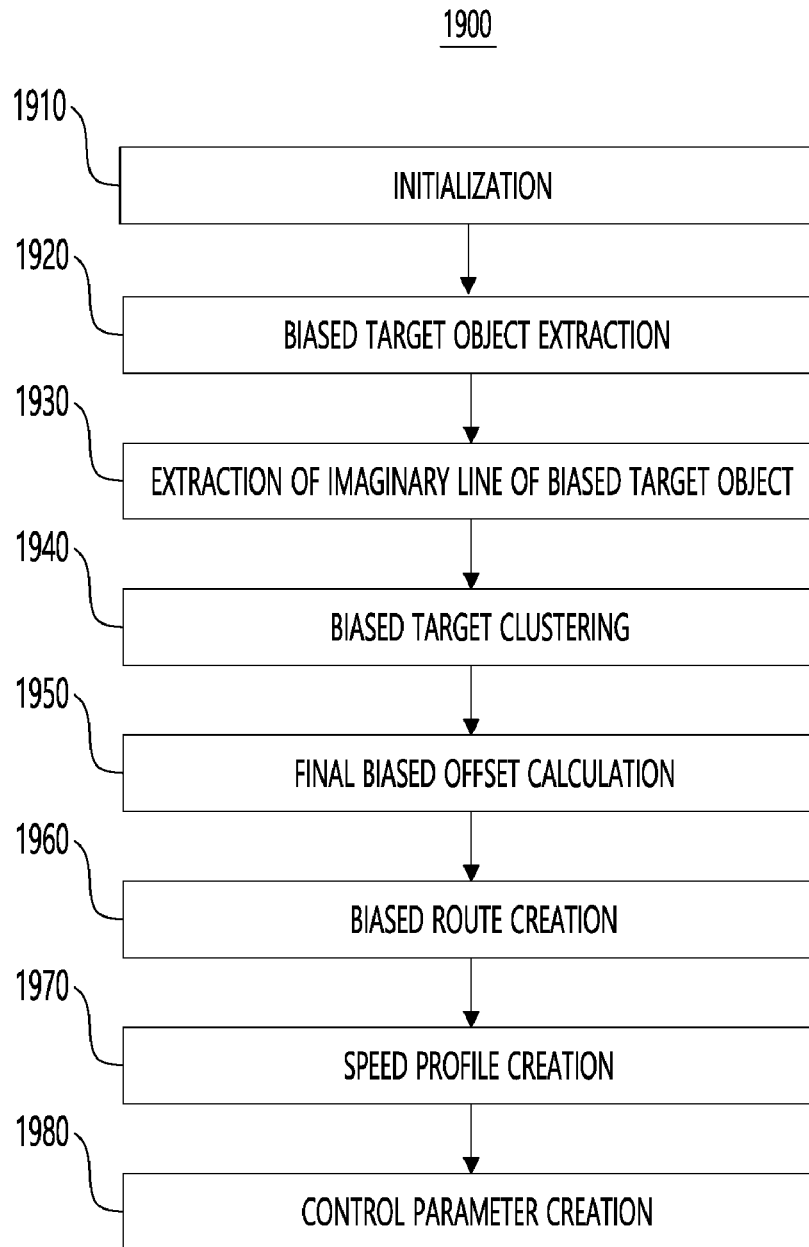 1900
1910
INITIALIZATION
1920
BIASED TARGET OBJECT EXTRACTION
1930
EXTRACTION OF IMAGINARY LINE OF BIASED TARGET OBJECT
1940
BIASED TARGET CLUSTERING
1950
FINAL BIASED OFFSET CALCULATION
1960
BIASED ROUTE CREATION
1970
SPEED PROFILE CREATION
1980
CONTROL PARAMETER CREATION